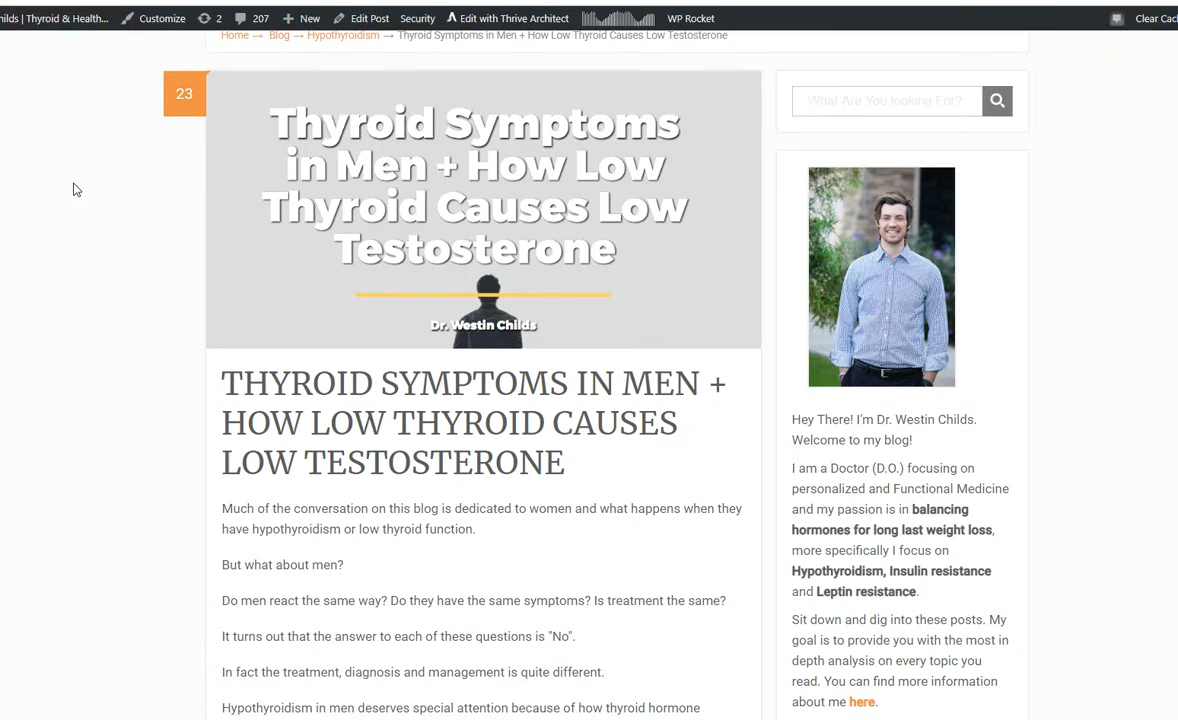 hilds | Thyroid & Health... Customize 2 207 New Edit Post Security Edit with Thrive Architect WP Rocket Clear Cac
Home → Blog → Hypothyroidism → Thyroid Symptoms in Men + How Low Thyroid Causes Low Testosterone
23
Thyroid Symptoms
in Men + How Low
Thyroid Causes Low
Testosterone
Dr. Westin Childs
THYROID SYMPTOMS IN MEN +
HOW LOW THYROID CAUSES
LOW TESTOSTERONE
Much of the conversation on this blog is dedicated to women and what happens when they
have hypothyroidism or low thyroid function.
But what about men?
Do men react the same way? Do they have the same symptoms? Is treatment the same?
It turns out that the answer to each of these questions is "No".
In fact the treatment, diagnosis and management is quite different.
Hypothyroidism in men deserves special attention because of how thyroid hormone
What Are You looking For?
Hey There! I'm Dr. Westin Childs.
Welcome to my blog!
I am a Doctor (D.O.) focusing on
personalized and Functional Medicine
and my passion is in balancing
hormones for long last weight loss,
more specifically I focus on
Hypothyroidism, Insulin resistance
and Leptin resistance.
Sit down and dig into these posts. My
goal is to provide you with the most in
depth analysis on every topic you
read. You can find more information
about me here.